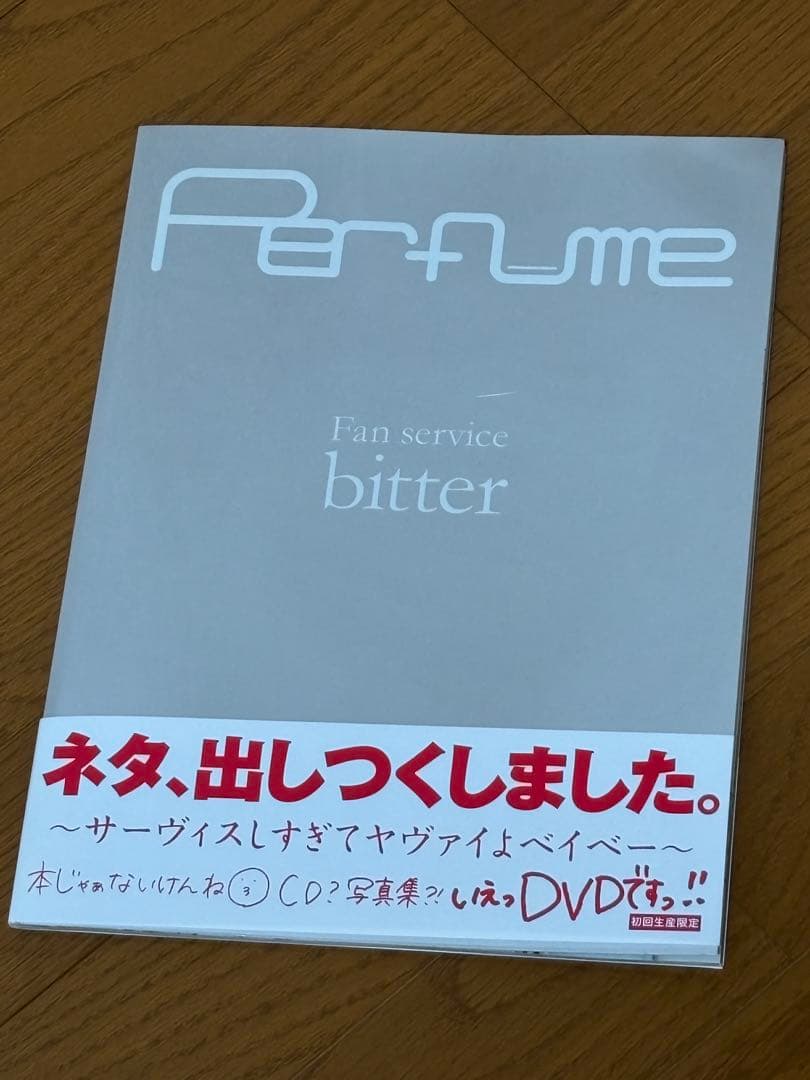 Perfume
Fan service
bitter
ネタ、出しつくしました。
〜サーヴィスしすぎてヤヴァイよベイベー〜
本じゃぁないけんね CD?写真集?! いえっDVDですっ!!
初回生産限定